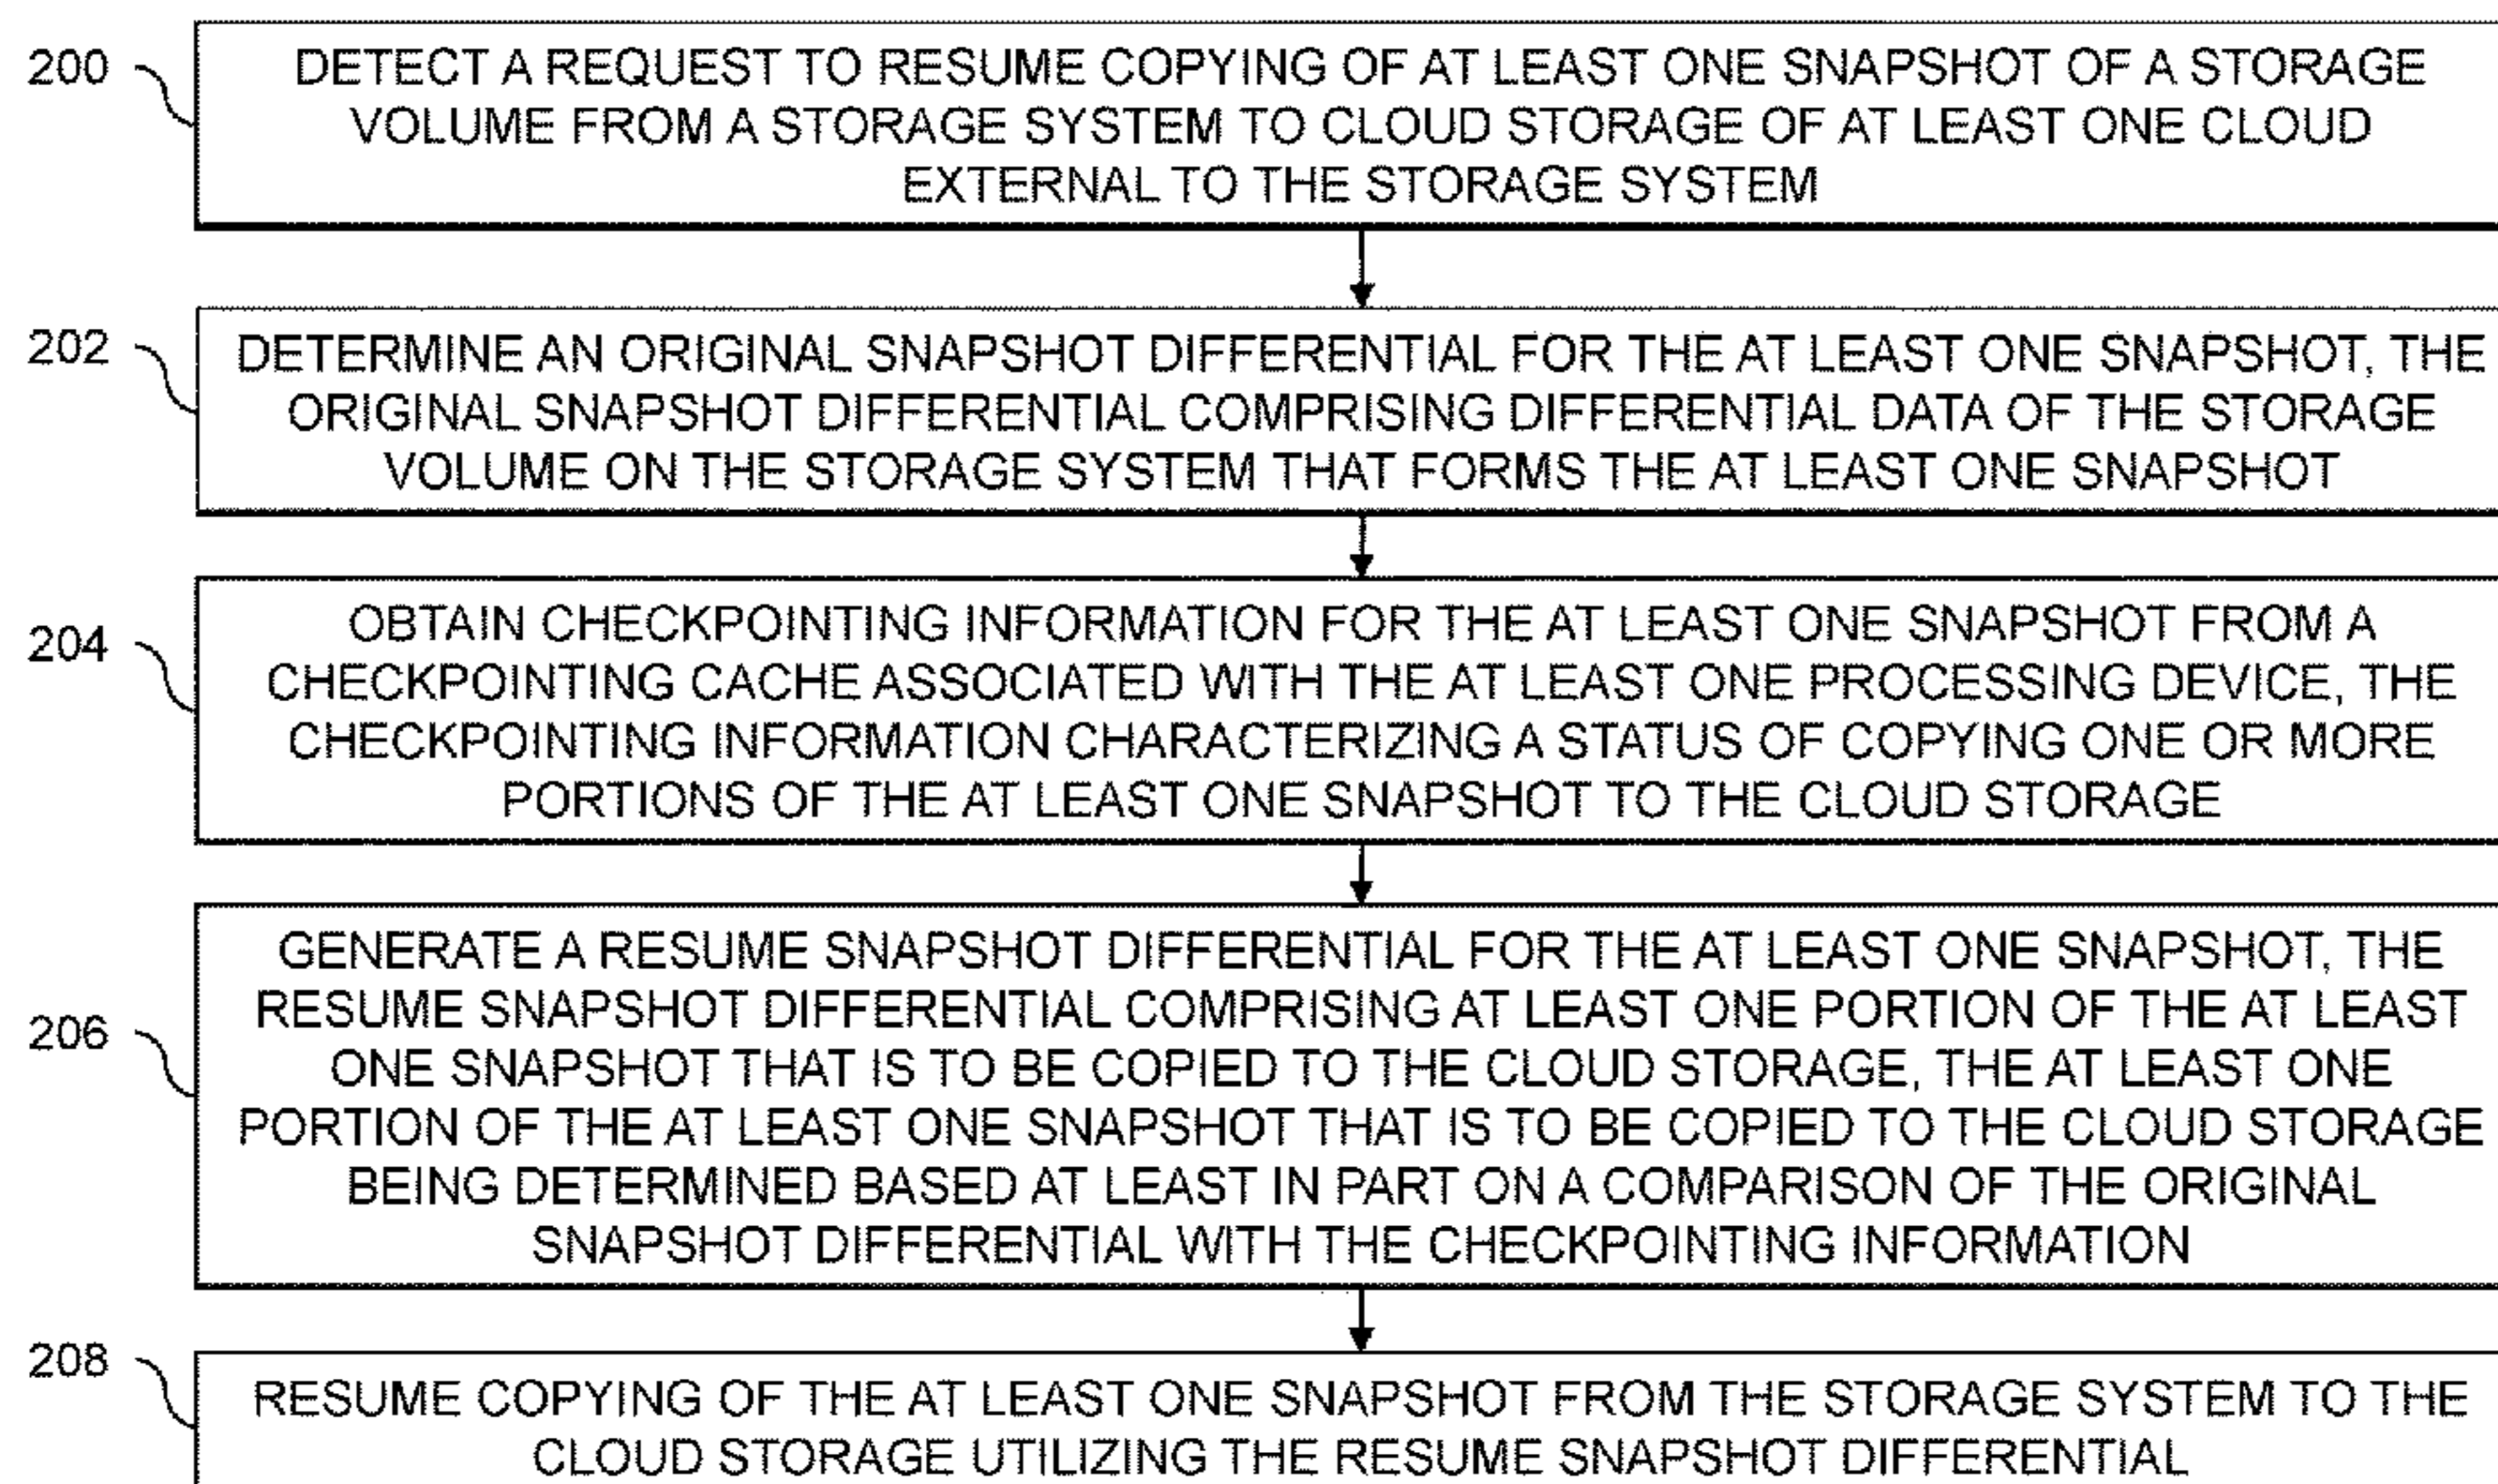 200
DETECT A REQUEST TO RESUME COPYING OF AT LEAST ONE SNAPSHOT OF A STORAGE
VOLUME FROM A STORAGE SYSTEM TO CLOUD STORAGE OF AT LEAST ONE CLOUD
EXTERNAL TO THE STORAGE SYSTEM
202
DETERMINE AN ORIGINAL SNAPSHOT DIFFERENTIAL FOR THE AT LEAST ONE SNAPSHOT, THE
ORIGINAL SNAPSHOT DIFFERENTIAL COMPRISING DIFFERENTIAL DATA OF THE STORAGE
VOLUME ON THE STORAGE SYSTEM THAT FORMS THE AT LEAST ONE SNAPSHOT
204
OBTAIN CHECKPOINTING INFORMATION FOR THE AT LEAST ONE SNAPSHOT FROM A
CHECKPOINTING CACHE ASSOCIATED WITH THE AT LEAST ONE PROCESSING DEVICE, THE
CHECKPOINTING INFORMATION CHARACTERIZING A STATUS OF COPYING ONE OR MORE
PORTIONS OF THE AT LEAST ONE SNAPSHOT TO THE CLOUD STORAGE
206
GENERATE A RESUME SNAPSHOT DIFFERENTIAL FOR THE AT LEAST ONE SNAPSHOT, THE
RESUME SNAPSHOT DIFFERENTIAL COMPRISING AT LEAST ONE PORTION OF THE AT LEAST
ONE SNAPSHOT THAT IS TO BE COPIED TO THE CLOUD STORAGE, THE AT LEAST ONE
PORTION OF THE AT LEAST ONE SNAPSHOT THAT IS TO BE COPIED TO THE CLOUD STORAGE
BEING DETERMINED BASED AT LEAST IN PART ON A COMPARISON OF THE ORIGINAL
SNAPSHOT DIFFERENTIAL WITH THE CHECKPOINTING INFORMATION
208
RESUME COPYING OF THE AT LEAST ONE SNAPSHOT FROM THE STORAGE SYSTEM TO THE
CLOUD STORAGE UTILIZING THE RESUME SNAPSHOT DIFFERENTIAL